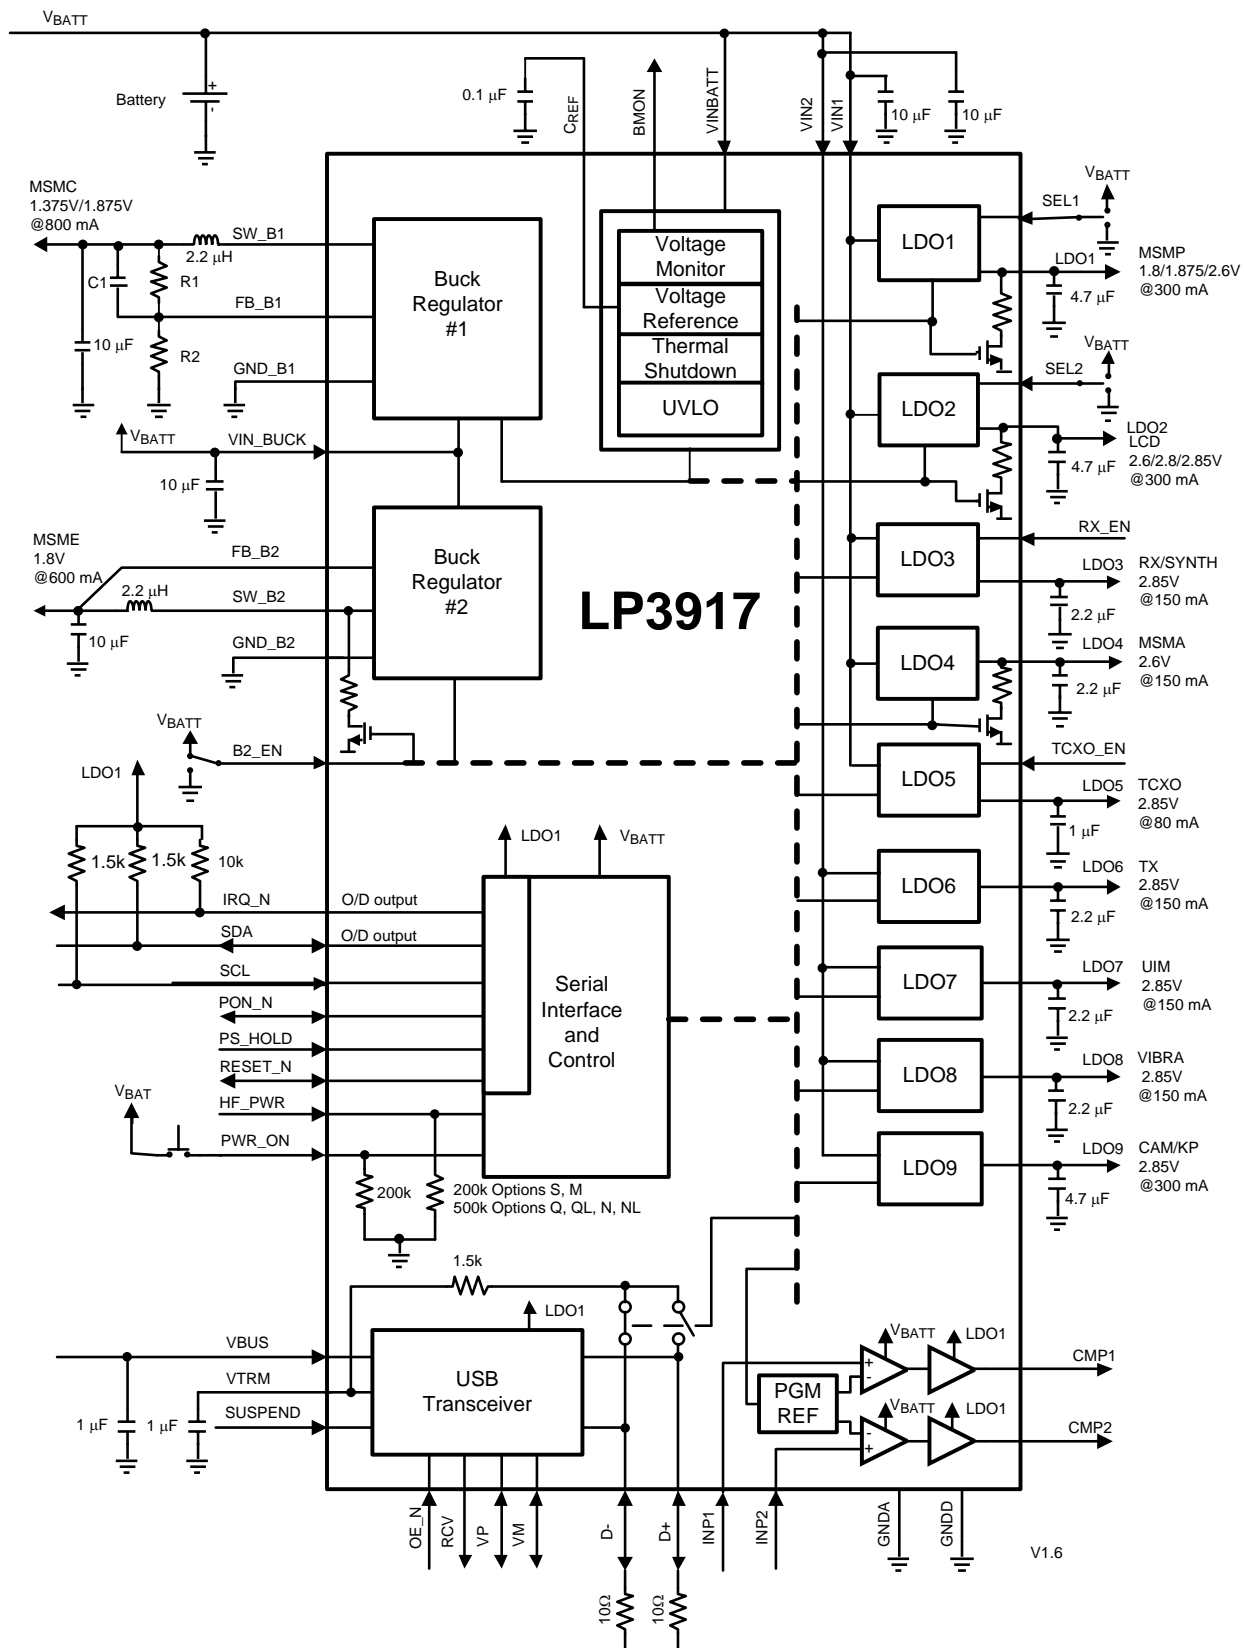 VBATT
Battery
+
-
0.1 μF
CREF
BMON
VINBATT
VIN2
VIN1
10 μF
10 μF
MSMC
1.375V/1.875V
@800 mA
SW_B1
2.2 μH
C1
R1
FB_B1
10 μF
R2
GND_B1
VBATT
VIN_BUCK
10 μF
Buck
Regulator
#1
Voltage
Monitor
Voltage
Reference
Thermal
Shutdown
UVLO
MSME
1.8V
@600 mA
FB_B2
2.2 μH
SW_B2
10 μF
GND_B2
Buck
Regulator
#2
LP3917
VBATT
B2_EN
LDO1
1.5k
1.5k
10k
IRQ_N
O/D output
SDA
O/D output
SCL
PON_N
PS_HOLD
RESET_N
VBAT
HF_PWR
PWR_ON
LDO1
VBATT
Serial
Interface
and
Control
200k
200k Options S, M
500k Options Q, QL, N, NL
1.5k
LDO1
VBUS
VTRM
SUSPEND
1 μF
1 μF
USB
Transceiver
OE_N
RCV
VP
VM
D-
D+
10Ω
10Ω
INP1
INP2
PGM
REF
+
-
VBATT
LDO1
CMP1
-
+
VBATT
LDO1
CMP2
GNDA
GNDD
V1.6
LDO1
SEL1
VBATT
LDO1
MSMP
1.8/1.875/2.6V
@300 mA
4.7 μF
LDO2
SEL2
VBATT
LDO2
LCD
2.6/2.8/2.85V
@300 mA
4.7 μF
LDO3
RX_EN
LDO3
RX/SYNTH
2.85V
@150 mA
2.2 μF
LDO4
LDO4
MSMA
2.6V
@150 mA
2.2 μF
LDO5
TCXO_EN
LDO5
TCXO
2.85V
@80 mA
1 μF
LDO6
LDO6
TX
2.85V
@150 mA
2.2 μF
LDO7
LDO7
UIM
2.85V
@150 mA
2.2 μF
LDO8
LDO8
VIBRA
2.85V
@150 mA
2.2 μF
LDO9
LDO9
CAM/KP
2.85V
@300 mA
4.7 μF